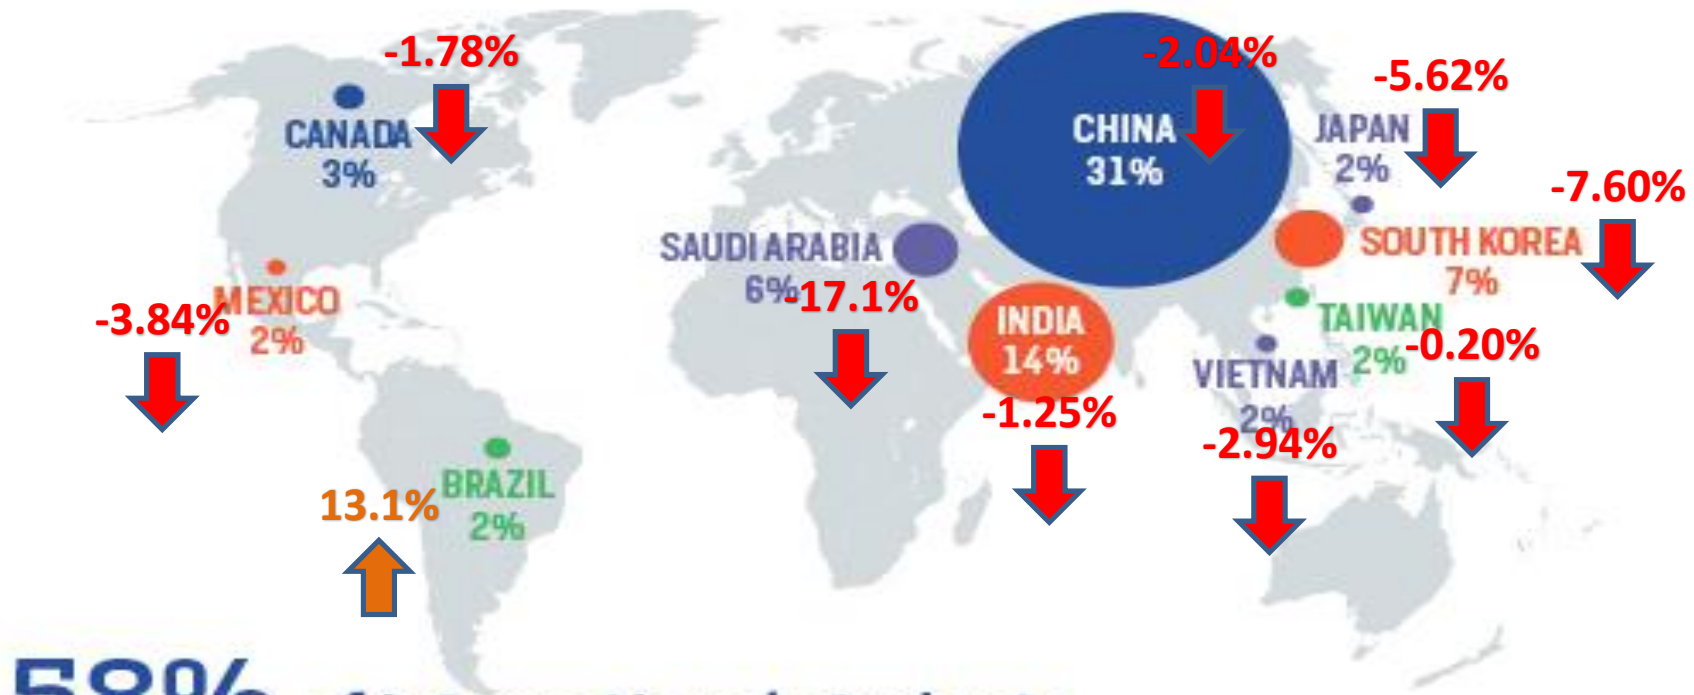 -1.78%
CANADA
3%
-2.04%
CHINA
31%
-5.62%
JAPAN
2%
-7.60%
SOUTH KOREA
7%
SAUDI ARABIA
6%
-17.1%
INDIA
14%
-1.25%
TAIWAN
2%
-0.20%
VIETNAM
2%
-2.94%
MEXICO
2%
-3.84%
BRAZIL
2%
13.1%
58%